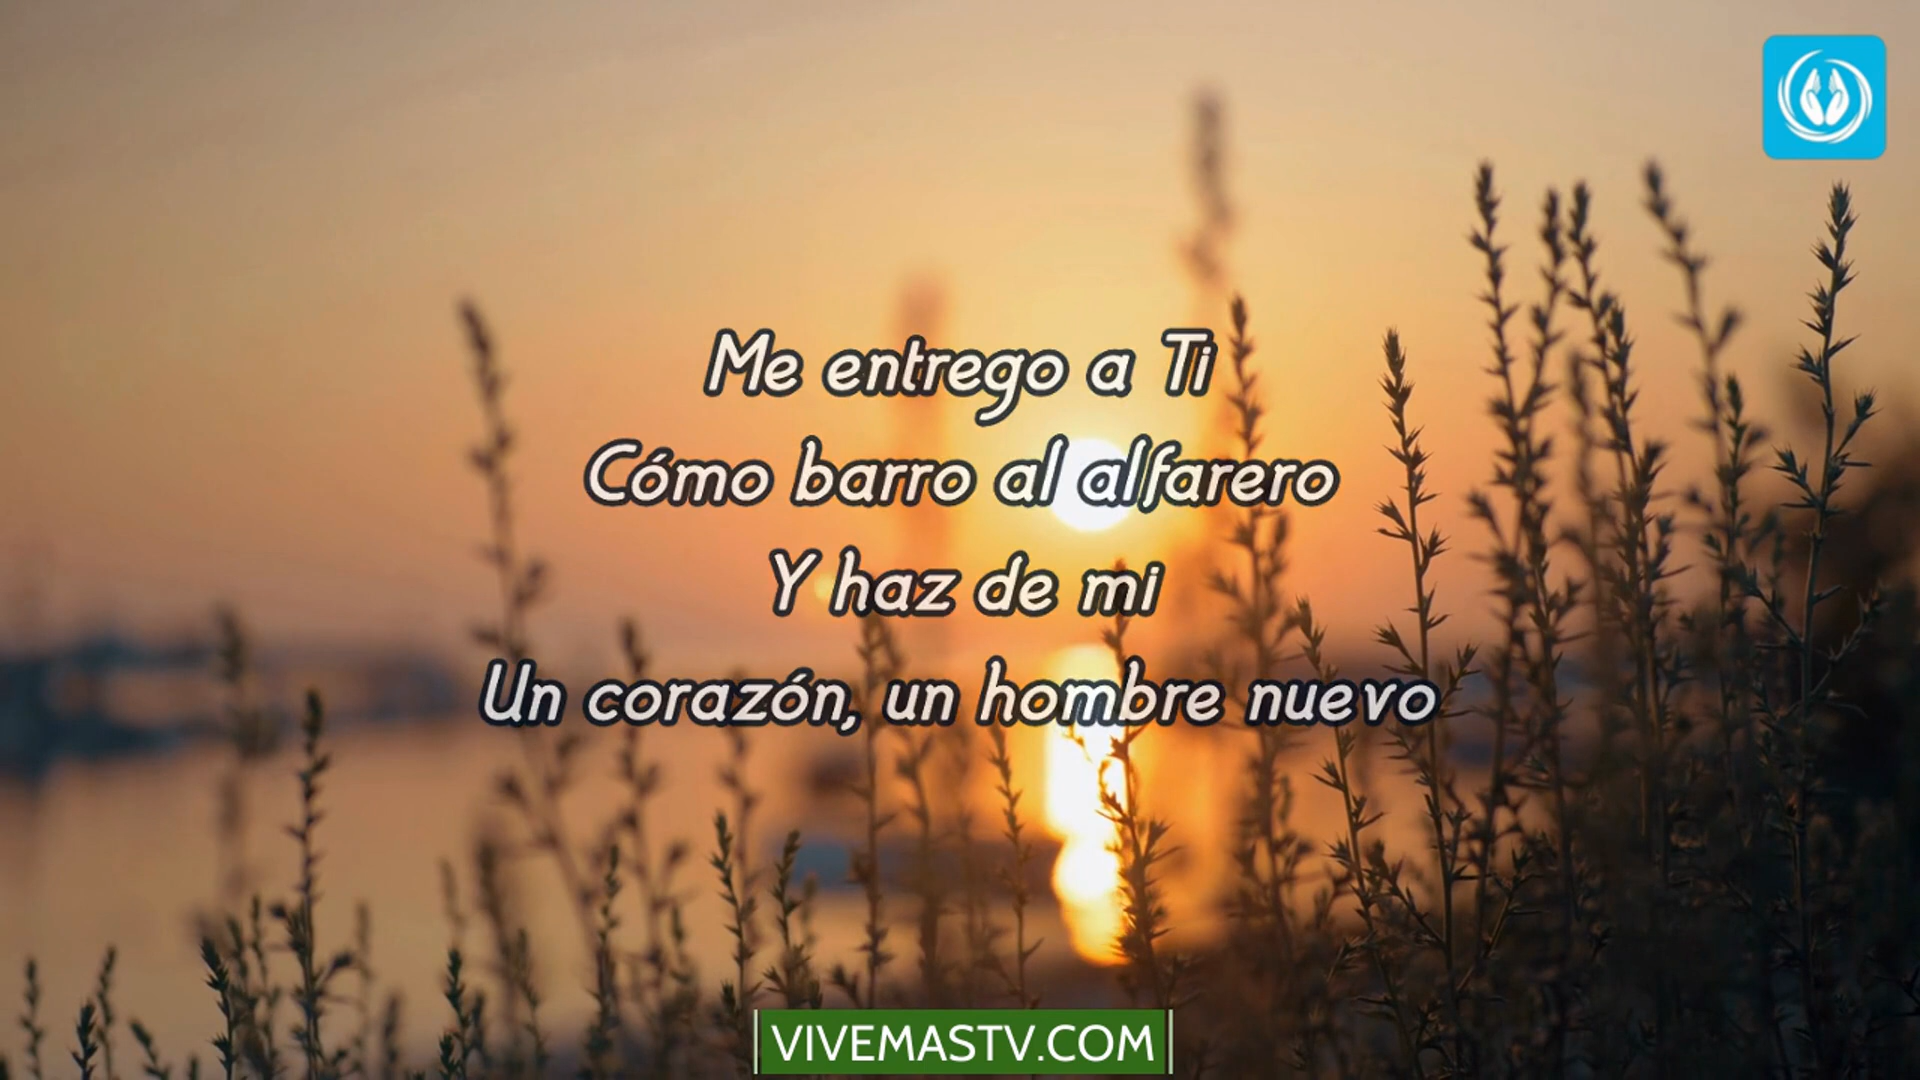 Me entrego a Ti
Cómo barro al alfarero
Y haz de mi
Un corazón, un hombre nuevo
VIVEMASTV.COM